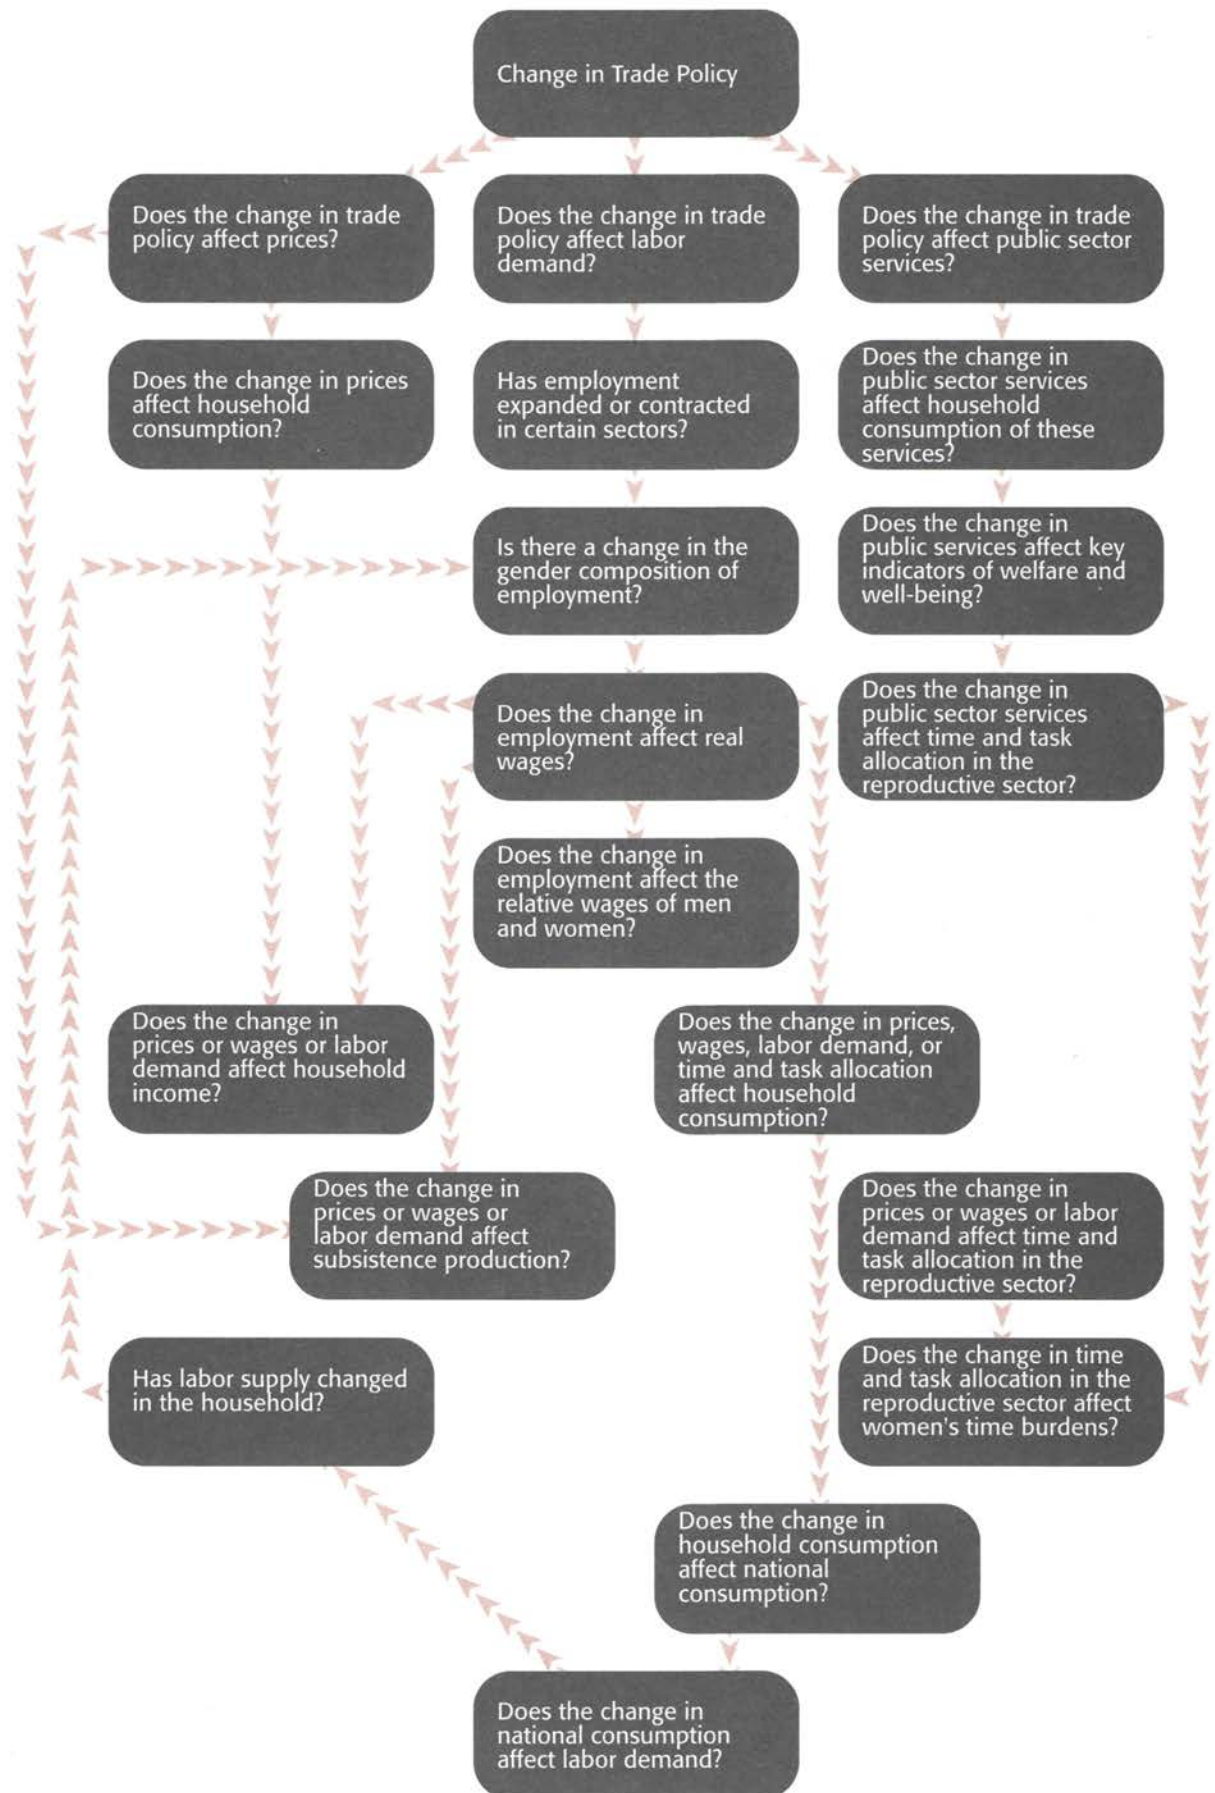 Change in Trade Policy
Does the change in trade
policy affect prices?
Does the change in trade
policy affect labor
demand?
Does the change in trade
policy affect public sector
services?
Does the change in prices
affect household
consumption?
Has employment
expanded or contracted
in certain sectors?
Does the change in
public sector services
affect household
consumption of these
services?
Is there a change in the
gender composition of
employment?
Does the change in
public services affect key
indicators of welfare and
well-being?
Does the change in
employment affect real
wages?
Does the change in
public sector services
affect time and task
allocation in the
reproductive sector?
Does the change in
employment affect the
relative wages of men
and women?
Does the change in
prices or wages or labor
demand affect household
income?
Does the change in prices,
wages, labor demand, or
time and task allocation
affect household
consumption?
Does the change in
prices or wages or
labor demand affect
subsistence production?
Does the change in
prices or wages or labor
demand affect time and
task allocation in the
reproductive sector?
Has labor supply changed
in the household?
Does the change in time
and task allocation in the
reproductive sector affect
women's time burdens?
Does the change in
household consumption
affect national
consumption?
Does the change in
national consumption
affect labor demand?